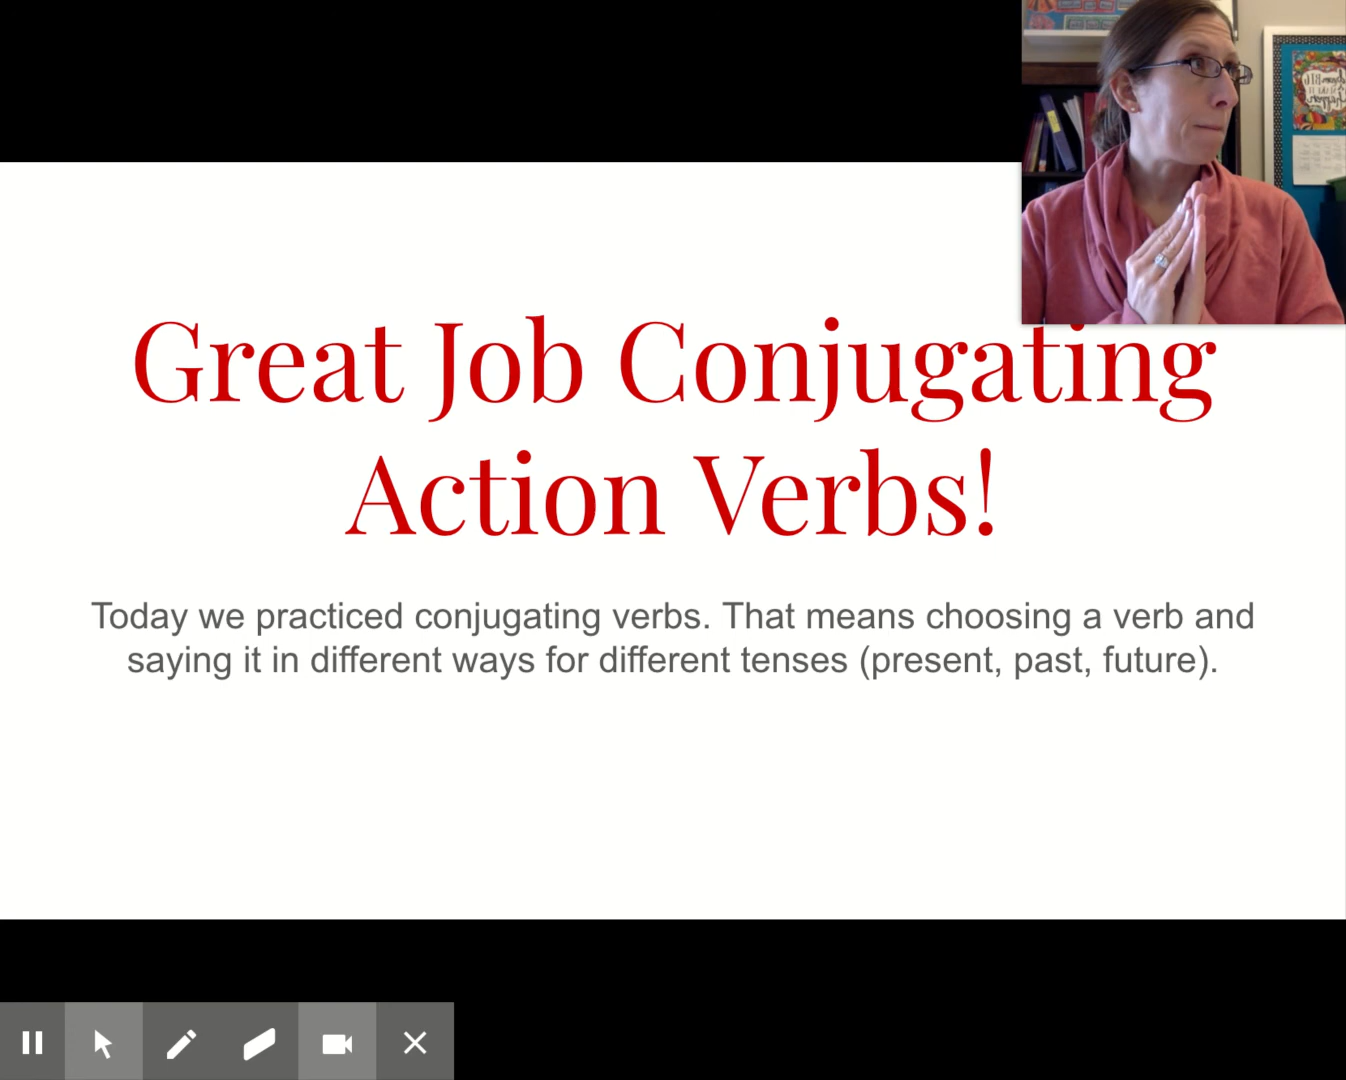 Great Job Conjugating
Action Verbs!
Today we practiced conjugating verbs. That means choosing a verb and
saying it in different ways for different tenses (present, past, future).